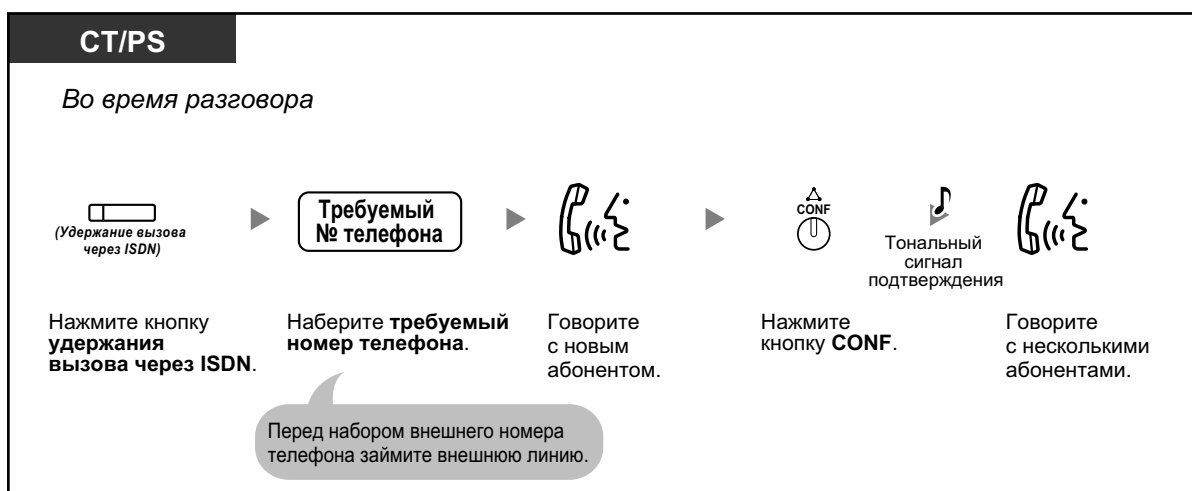 CT/PS
Во время разговора
(Удержание вызова
через ISDN)
Требуемый
№ телефона
CONF
Тональный
сигнал
подтверждения
Нажмите кнопку
удержания
вызова через ISDN.
Наберите требуемый
номер телефона.
Говорите
с новым
абонентом.
Нажмите
кнопку CONF.
Говорите
с несколькими
абонентами.
Перед набором внешнего номера
телефона займите внешнюю линию.